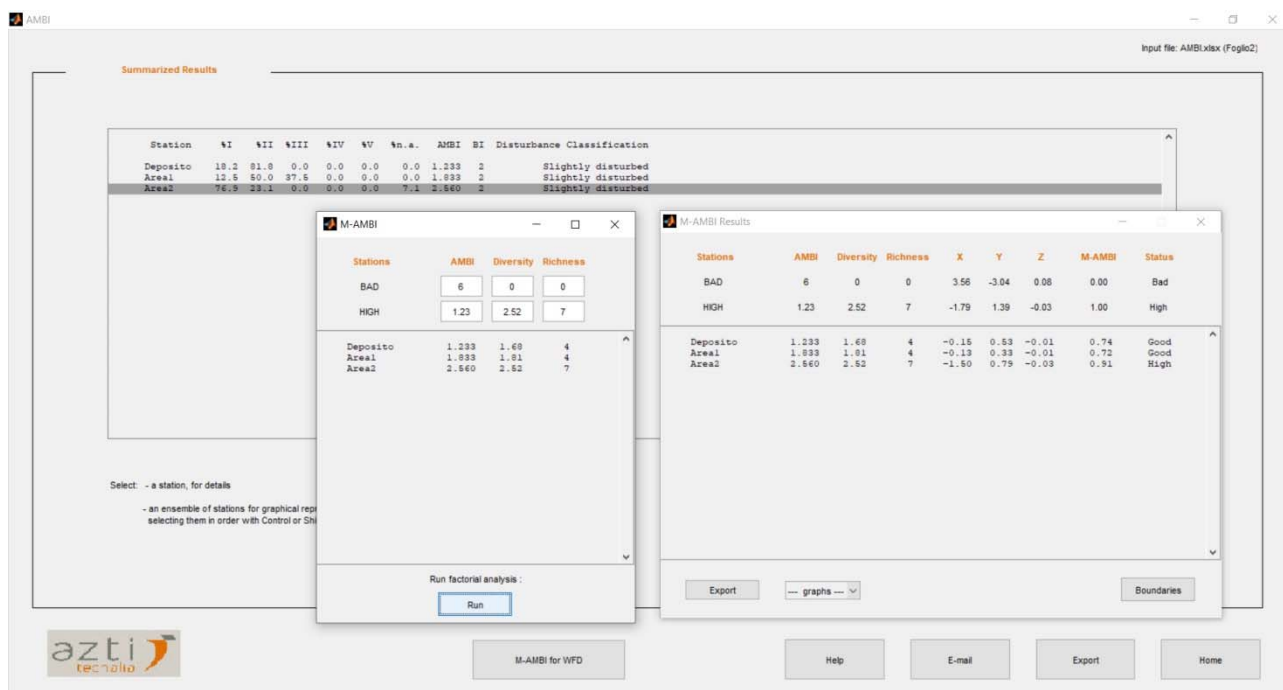 AMBI
Input file: AMBI.xlsx (Foglio2)
Summarized Results
Station %I %II %III %IV %V %n.a. AMBI BI Disturbance Classification
Deposito 18.2 81.8 0.0 0.0 0.0 0.0 1.233 2 Slightly disturbed
Area1 12.5 50.0 37.5 0.0 0.0 0.0 1.833 2 Slightly disturbed
Area2 76.9 23.1 0.0 0.0 0.0 7.1 2.560 2 Slightly disturbed
M-AMBI
Stations AMBI Diversity Richness
BAD 6 0 0
HIGH 1.23 2.52 7
Deposito 1.233 1.68 4
Area1 1.833 1.81 4
Area2 2.560 2.52 7
Run factorial analysis :
Run
M-AMBI Results
Stations AMBI Diversity Richness X Y Z M-AMBI Status
BAD 6 0 0 3.56 -3.04 0.08 0.00 Bad
HIGH 1.23 2.52 7 -1.79 1.39 -0.03 1.00 High
Deposito 1.233 1.68 4 -0.15 0.53 -0.01 0.74 Good
Area1 1.833 1.81 4 -0.13 0.33 -0.01 0.72 Good
Area2 2.560 2.52 7 -1.50 0.79 -0.03 0.91 High
Export
--- graphs ---
Boundaries
Select: - a station, for details
- an ensemble of stations for graphical rep
selecting them in order with Control or Shi
azti
tecnalia
M-AMBI for WFD
Help
E-mail
Export
Home